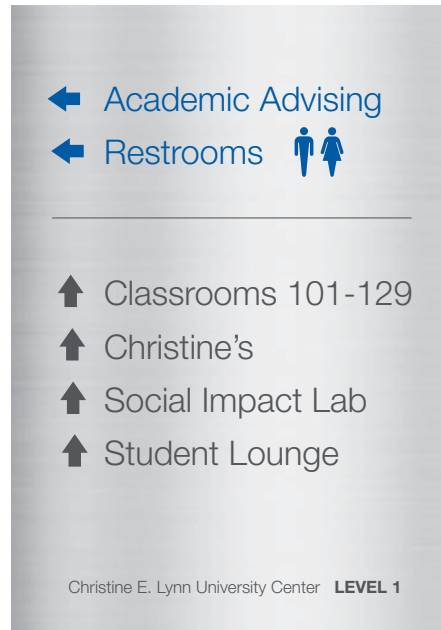 Academic Advising
Restrooms
Classrooms 101-129
Christine’s
Social Impact Lab
Student Lounge
Christine E. Lynn University Center LEVEL 1